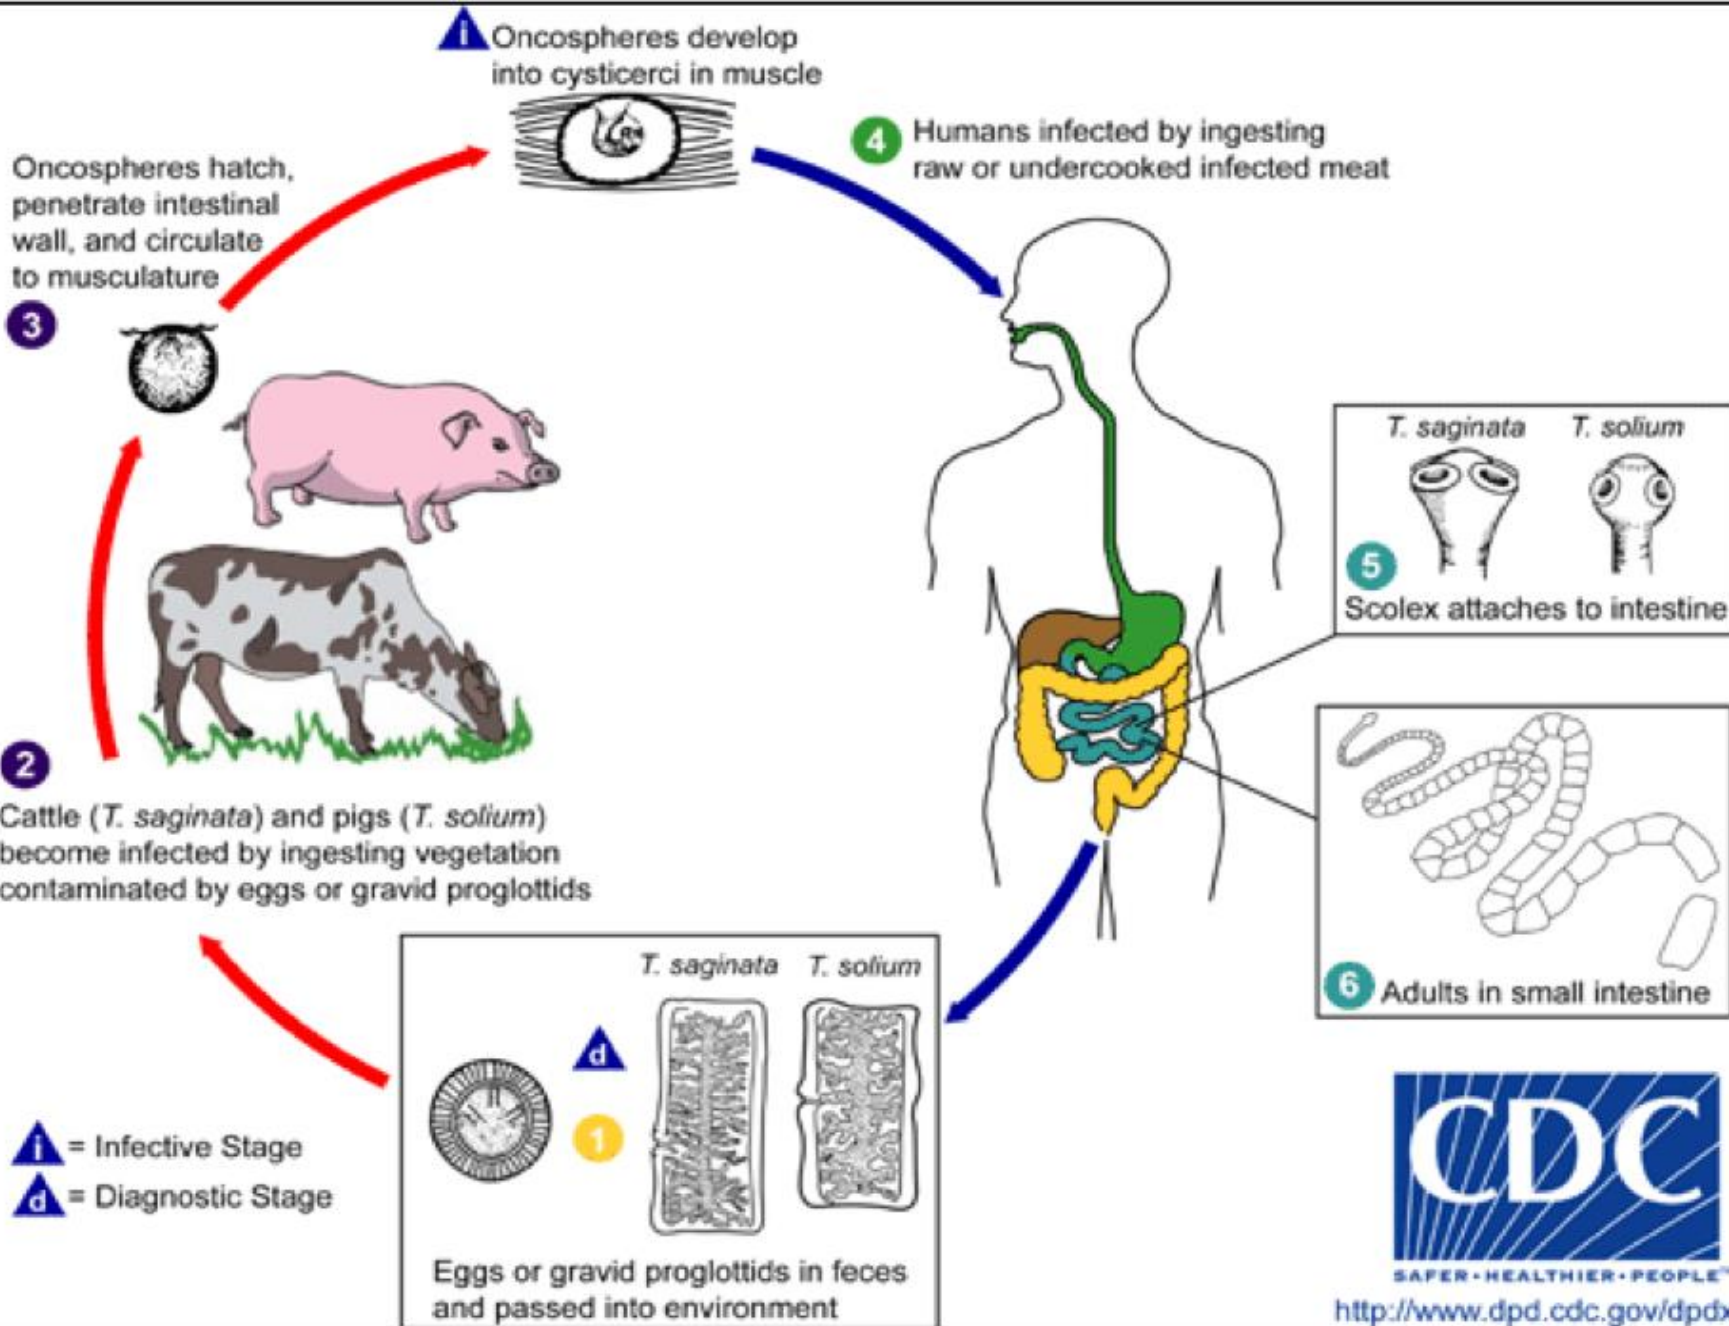 i Oncospheres develop
into cysticerci in muscle
4 Humans infected by ingesting
raw or undercooked infected meat
Oncospheres hatch,
penetrate intestinal
wall, and circulate
to musculature
3
T. saginata T. solium
5
Scolex attaches to intestine
2
Cattle (T. saginata) and pigs (T. solium)
become infected by ingesting vegetation
contaminated by eggs or gravid proglottids
6 Adults in small intestine
T. saginata T. solium
d
1
Eggs or gravid proglottids in feces
and passed into environment
i = Infective Stage
d = Diagnostic Stage
CDC
SAFER·HEALTHIER·PEOPLE™
http://www.dpd.cdc.gov/dpdx